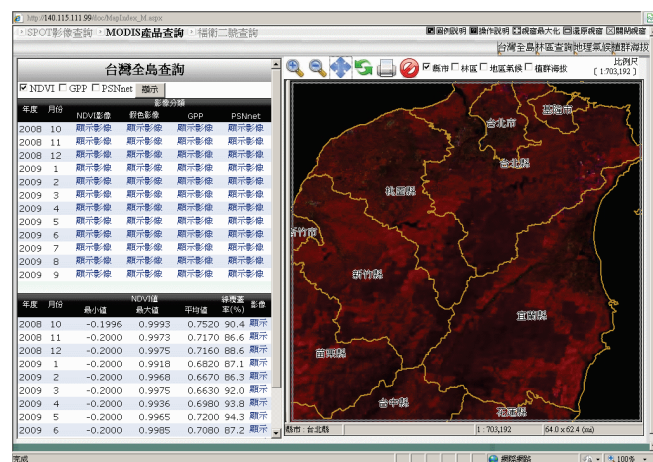 http://140.115.111.99/foc/MapIndex_M.aspx
SPOT影像查詢 MODIS產品查詢 福衛二號查詢
圖例說明 操作說明 視窗最大化 還原視窗 關閉視窗
台灣全島林區查詢地理氣候植群海拔
台灣全島查詢
NDVI GPP PSNnet 顯示
縣市 林區 地區氣候 植群海拔
比例尺
( 1:703,192 )
年度 月份 影像分類
NDVI影像 假色影像 GPP PSNnet
2008 10 顯示影像 顯示影像 顯示影像 顯示影像
2008 11 顯示影像 顯示影像 顯示影像 顯示影像
2008 12 顯示影像 顯示影像 顯示影像 顯示影像
2009 1 顯示影像 顯示影像 顯示影像 顯示影像
2009 2 顯示影像 顯示影像 顯示影像 顯示影像
2009 3 顯示影像 顯示影像 顯示影像 顯示影像
2009 4 顯示影像 顯示影像 顯示影像 顯示影像
2009 5 顯示影像 顯示影像 顯示影像 顯示影像
2009 6 顯示影像 顯示影像 顯示影像 顯示影像
2009 7 顯示影像 顯示影像 顯示影像 顯示影像
2009 8 顯示影像 顯示影像 顯示影像 顯示影像
2009 9 顯示影像 顯示影像 顯示影像 顯示影像
年度 月份 NDVI值 綠覆蓋率(%) 影像
最小值 最大值 平均值
2008 10 -0.1996 0.9993 0.7520 90.4 顯示
2008 11 -0.2000 0.9973 0.7170 86.6 顯示
2008 12 -0.2000 0.9975 0.7160 88.6 顯示
2009 1 -0.2000 0.9918 0.6820 87.1 顯示
2009 2 -0.2000 0.9968 0.6670 86.3 顯示
2009 3 -0.2000 0.9975 0.6630 92.0 顯示
2009 4 -0.2000 0.9936 0.6980 93.8 顯示
2009 5 -0.2000 0.9965 0.7200 94.3 顯示
2009 6 -0.2000 0.9985 0.7080 87.2 顯示
基隆市
台北市
台北縣
桃園縣
新竹市
新竹縣
宜蘭縣
苗栗縣
台中縣
花蓮縣
縣市 : 台北縣 1 : 703,192 64.0 x 62.4 (km)
完成 網際網路 100%